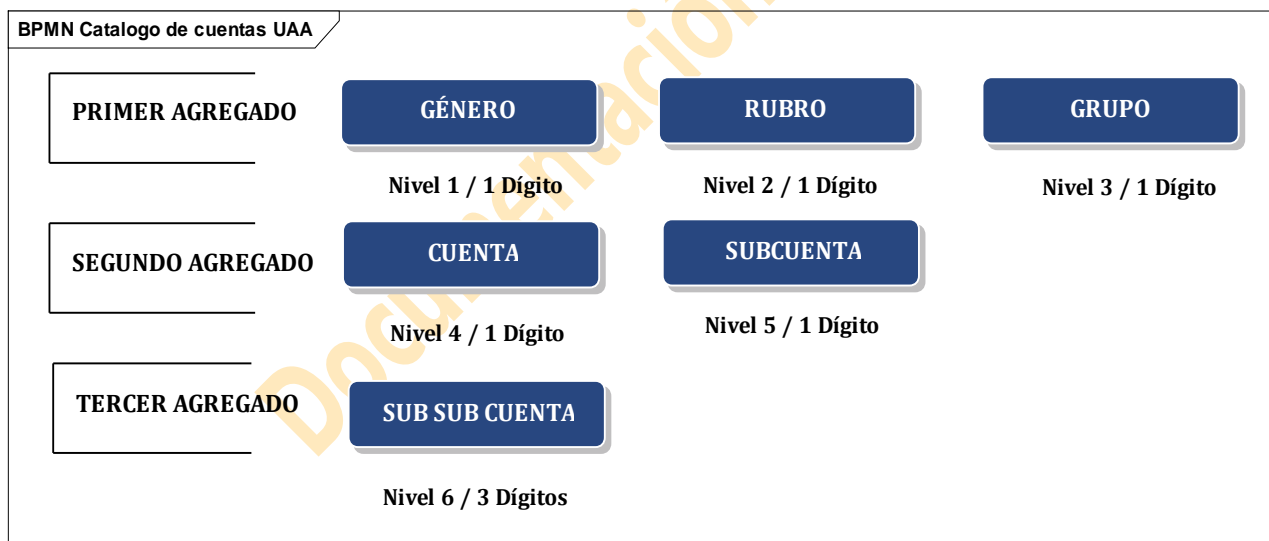 BPMN Catalogo de cuentas UAA
PRIMER AGREGADO
GÉNERO
RUBRO
GRUPO
Nivel 1 / 1 Dígito
Nivel 2 / 1 Dígito
Nivel 3 / 1 Dígito
SEGUNDO AGREGADO
CUENTA
SUBCUENTA
Nivel 4 / 1 Dígito
Nivel 5 / 1 Dígito
TERCER AGREGADO
SUB SUB CUENTA
Nivel 6 / 3 Dígitos
Documentación